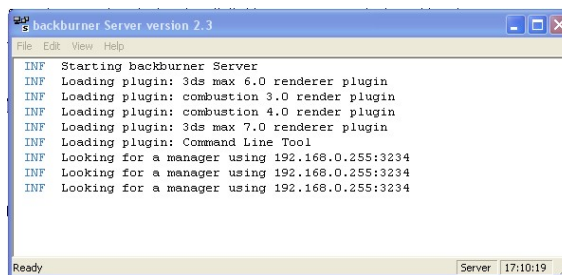 backburner Server version 2.3
File Edit View Help
INF Starting backburner Server
INF Loading plugin: 3ds max 6.0 renderer plugin
INF Loading plugin: combustion 3.0 render plugin
INF Loading plugin: combustion 4.0 render plugin
INF Loading plugin: 3ds max 7.0 renderer plugin
INF Loading plugin: Command Line Tool
INF Looking for a manager using 192.168.0.255:3234
INF Looking for a manager using 192.168.0.255:3234
INF Looking for a manager using 192.168.0.255:3234
Ready Server 17:10:19